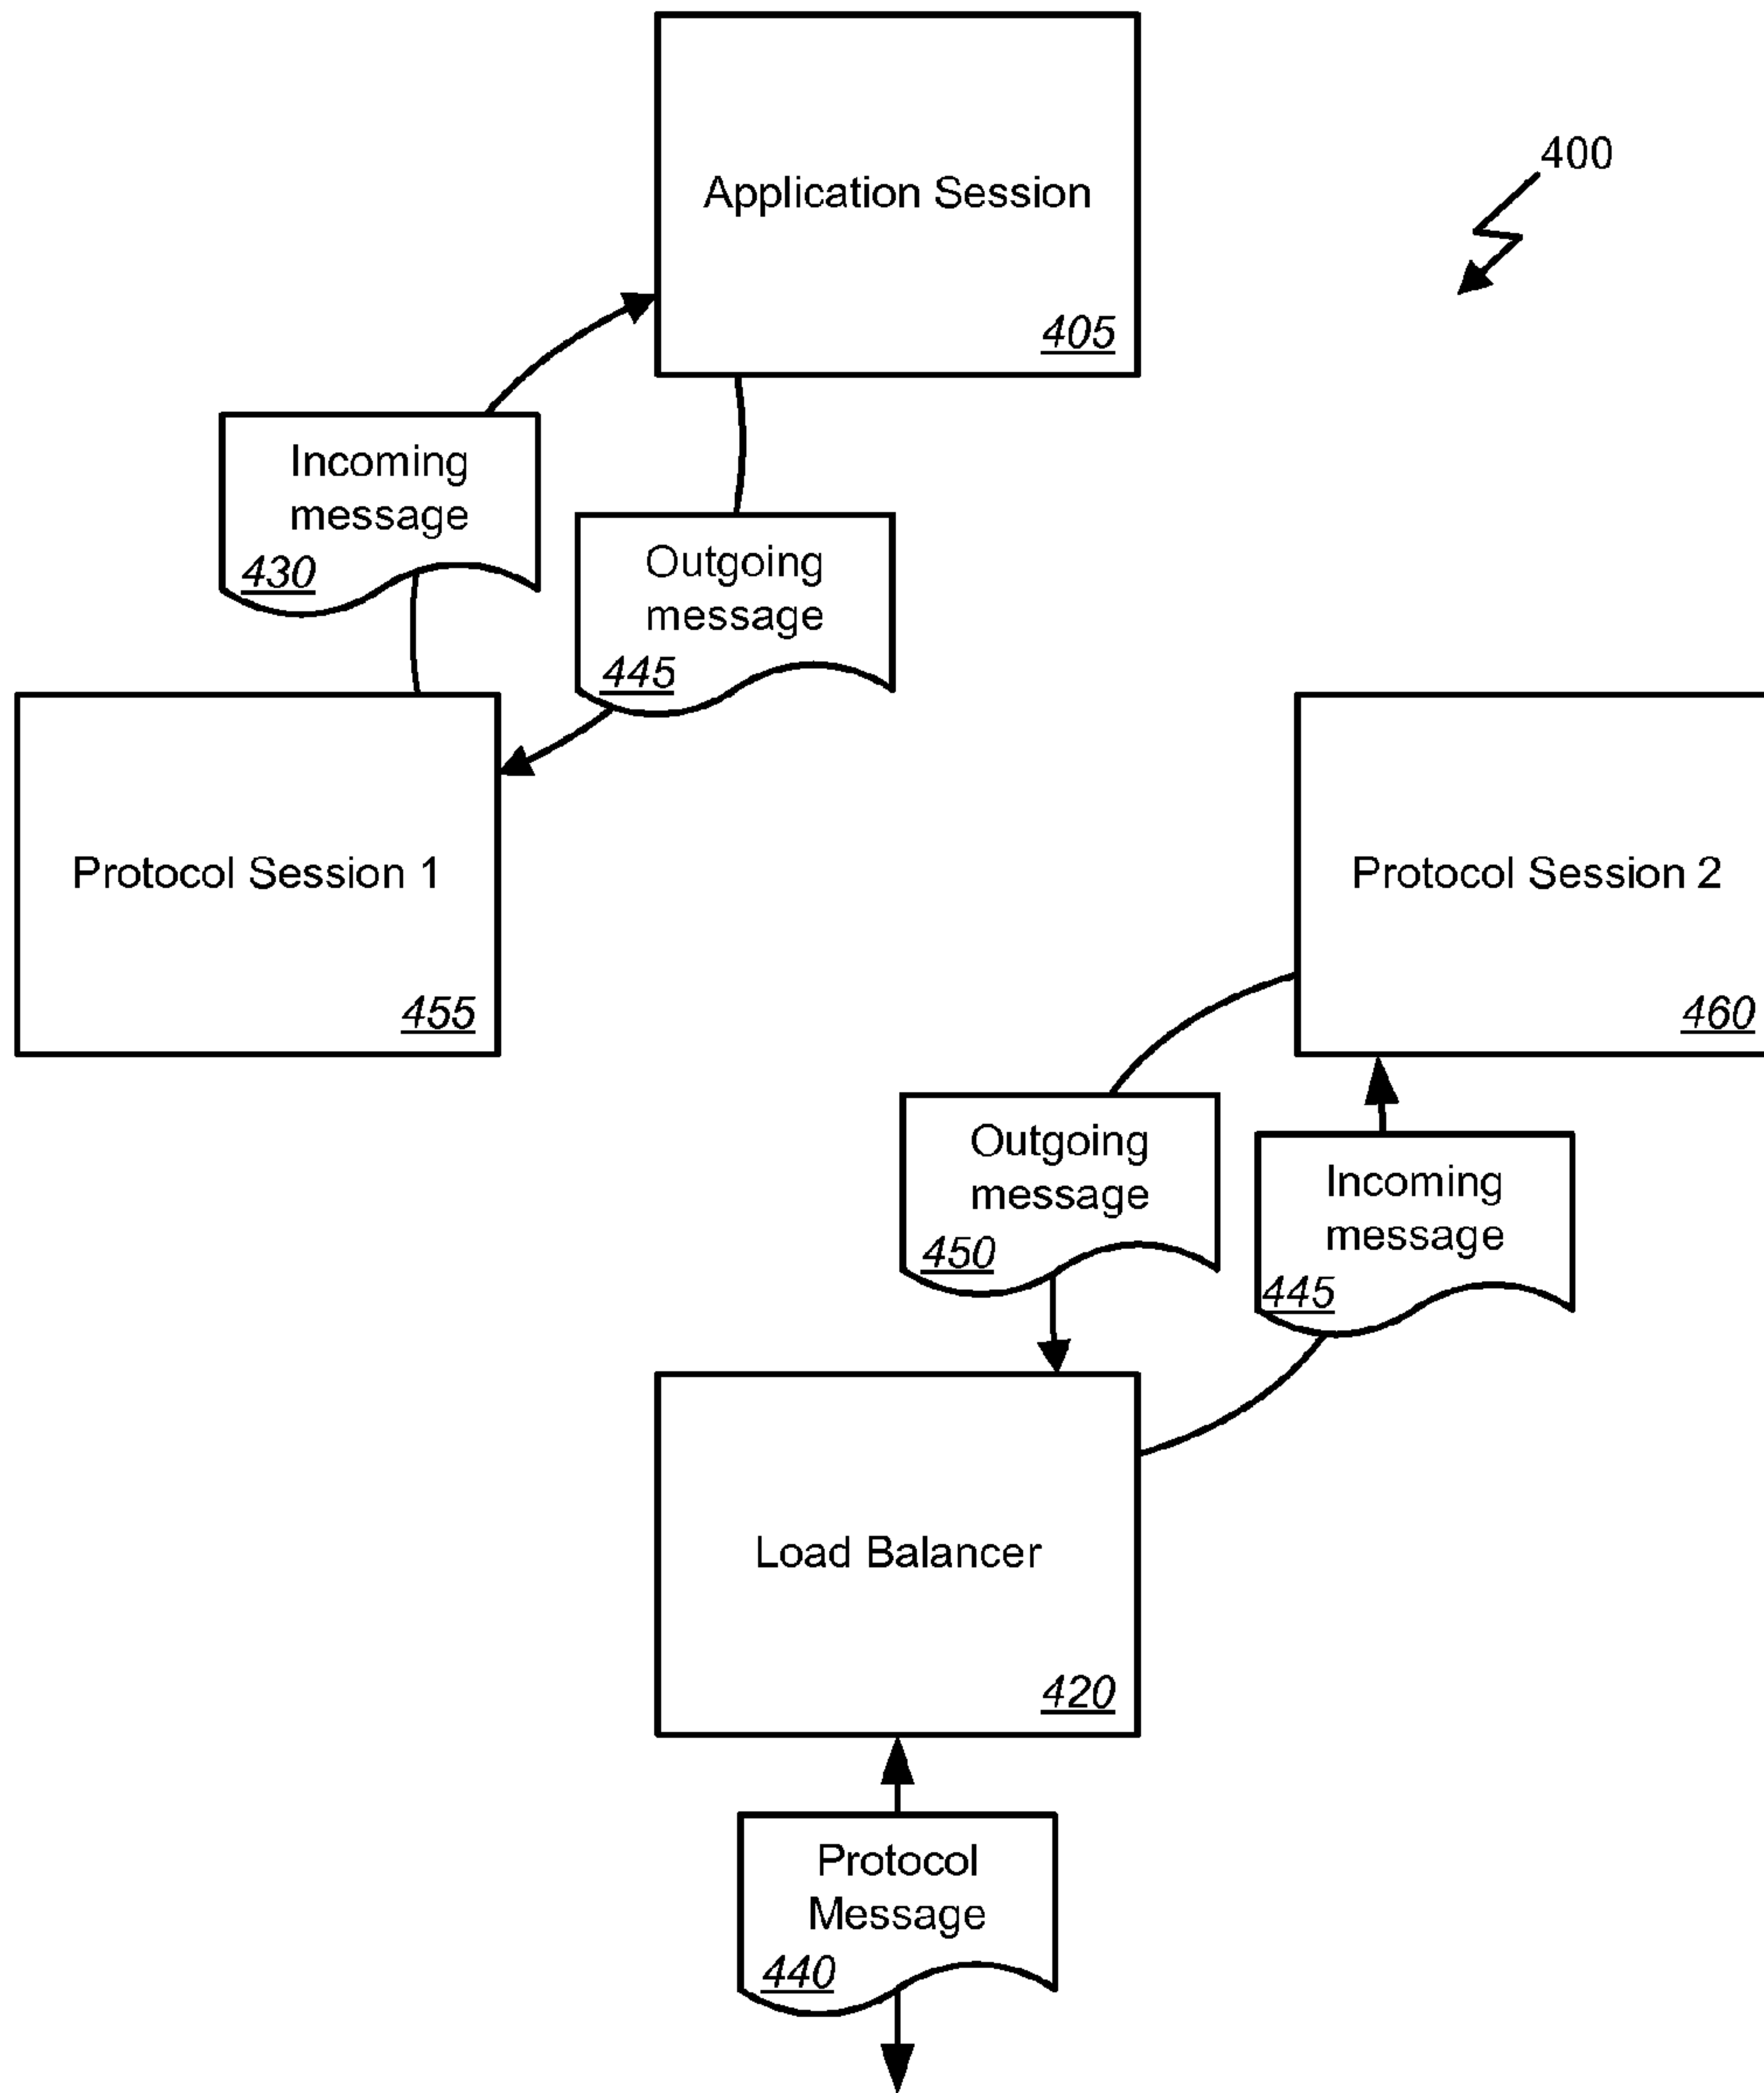 400
Application Session
405
Incoming
message
430
Outgoing
message
445
Protocol Session 1
455
Protocol Session 2
460
Outgoing
message
450
Incoming
message
445
Load Balancer
420
Protocol
Message
440